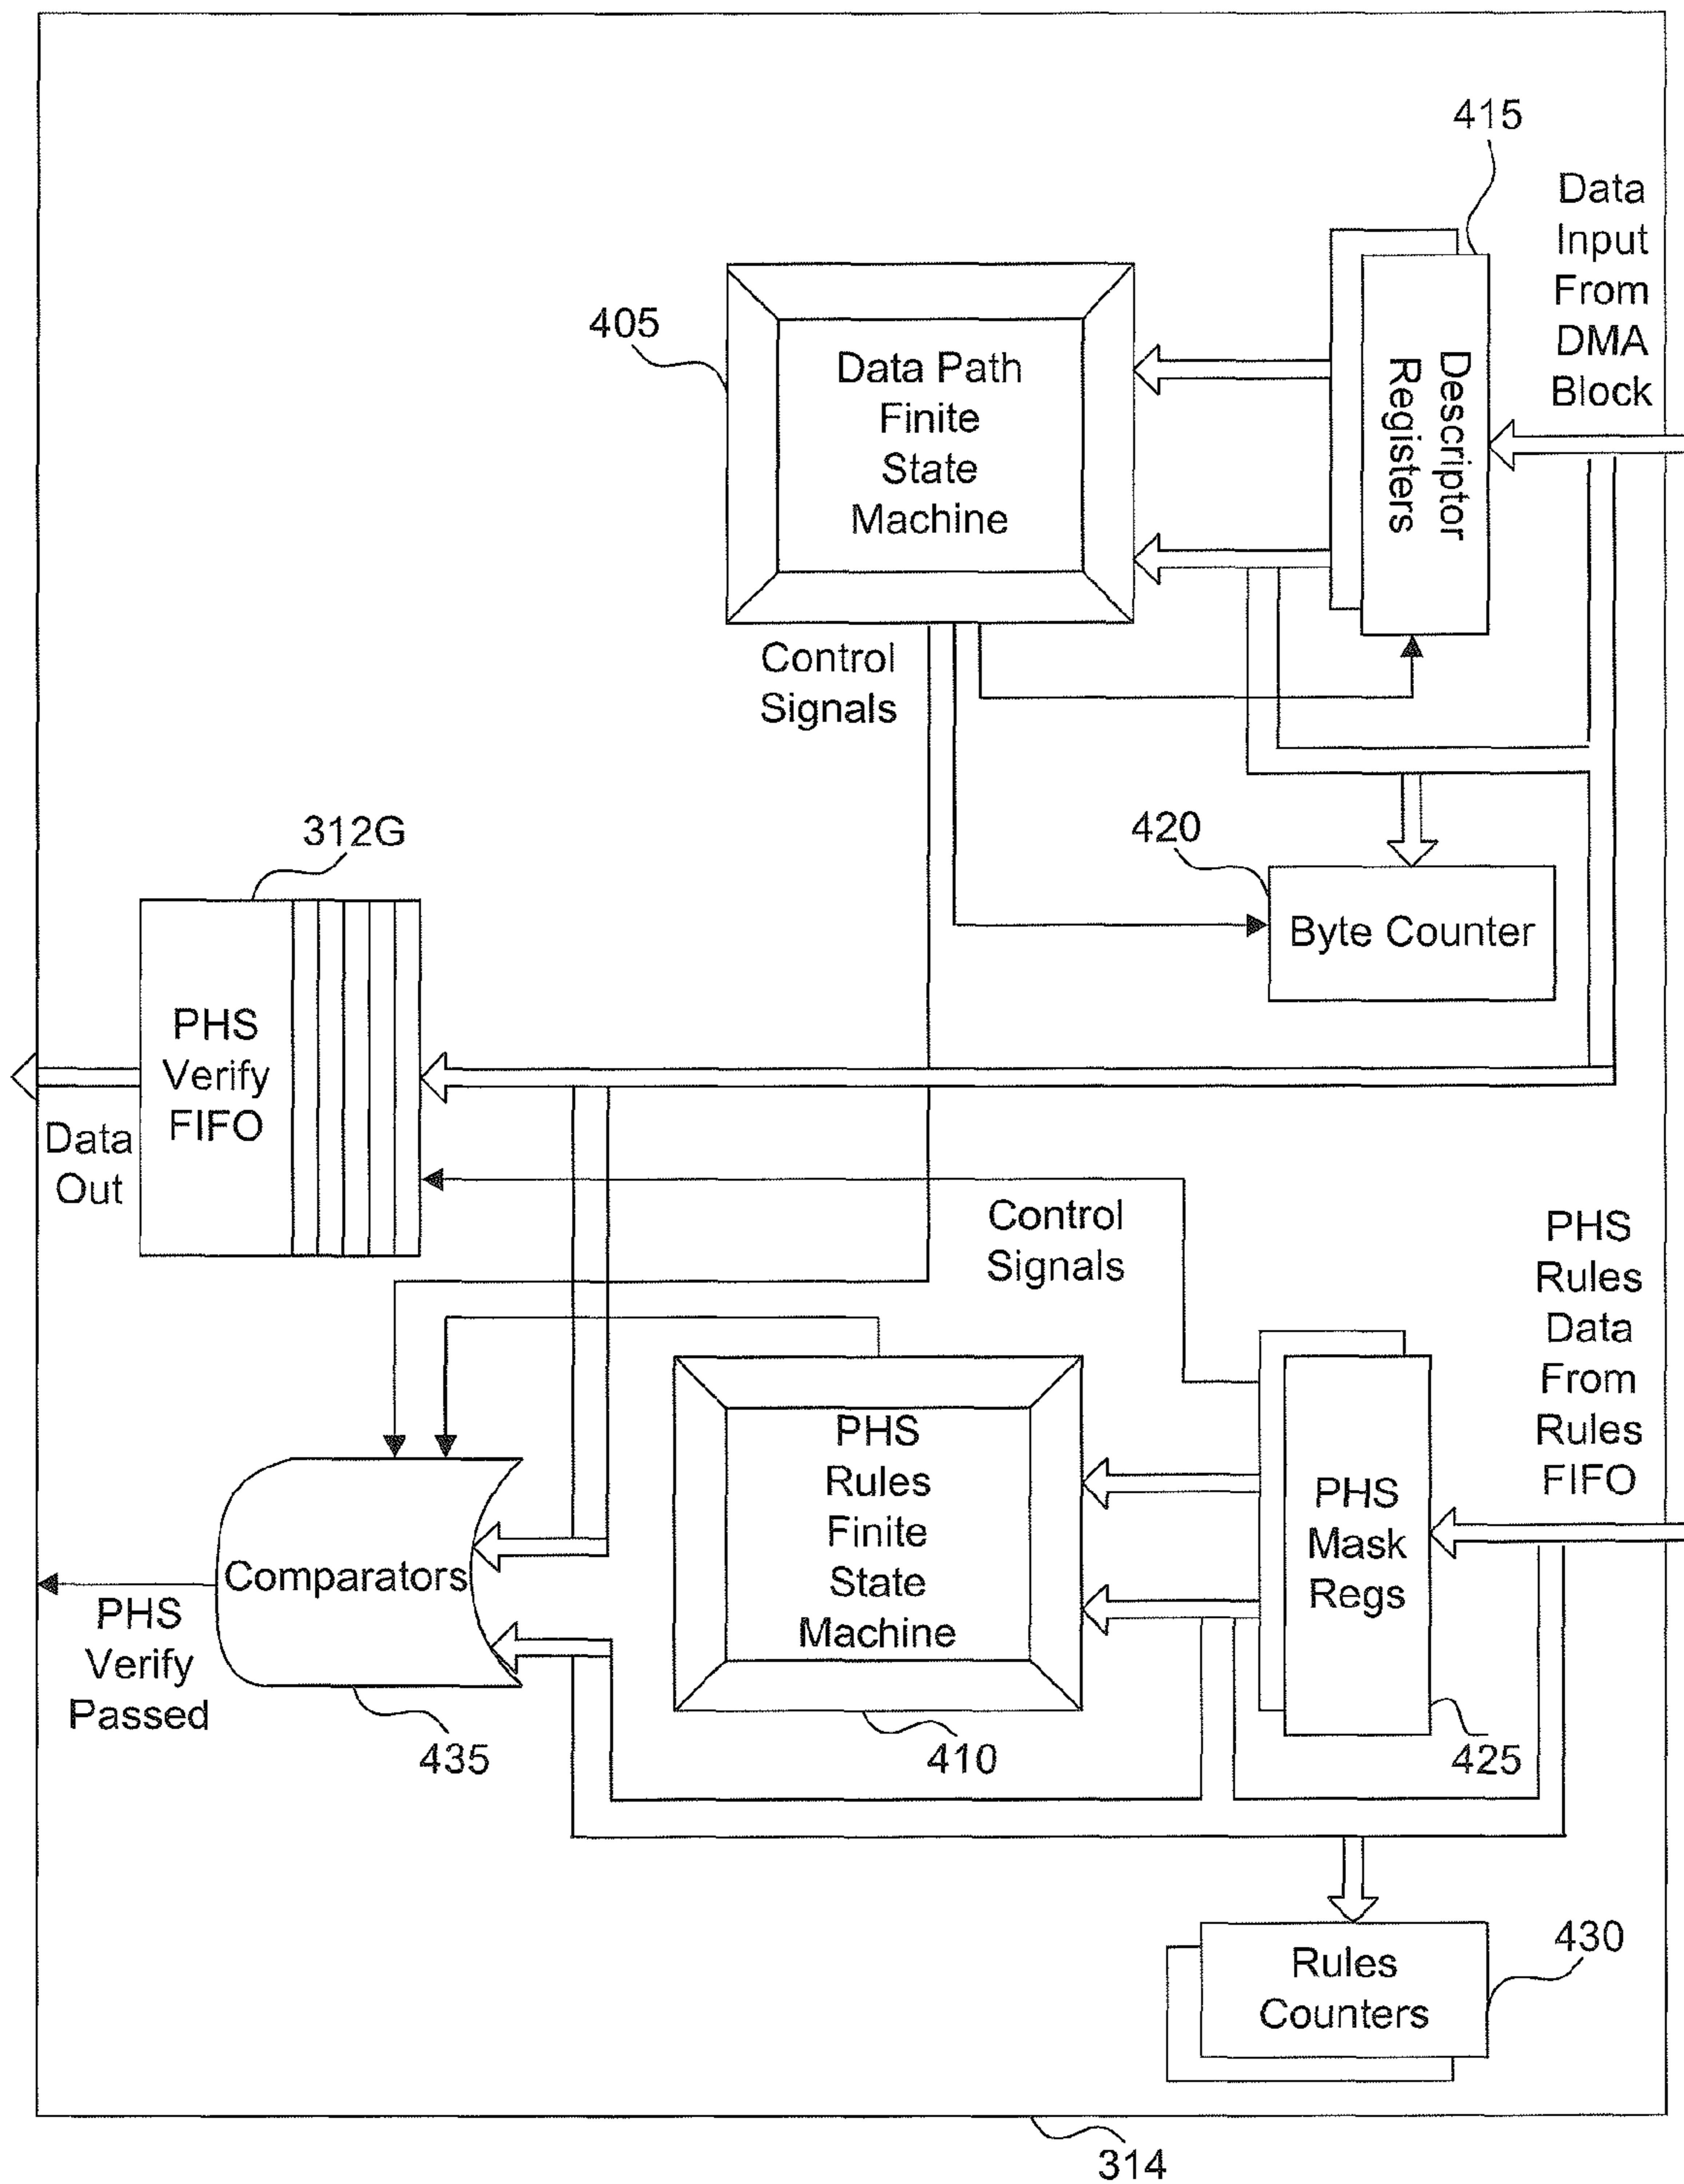 415
Data
Input
From
DMA
Block
405
Data Path
Finite
State
Machine
Descriptor
Registers
Control
Signals
312G
420
Byte Counter
PHS
Verify
FIFO
Data
Out
Control
Signals
PHS
Rules
Data
From
Rules
FIFO
PHS
Rules
Finite
State
Machine
PHS
Mask
Regs
Comparators
PHS
Verify
Passed
435
410
425
430
Rules
Counters
314